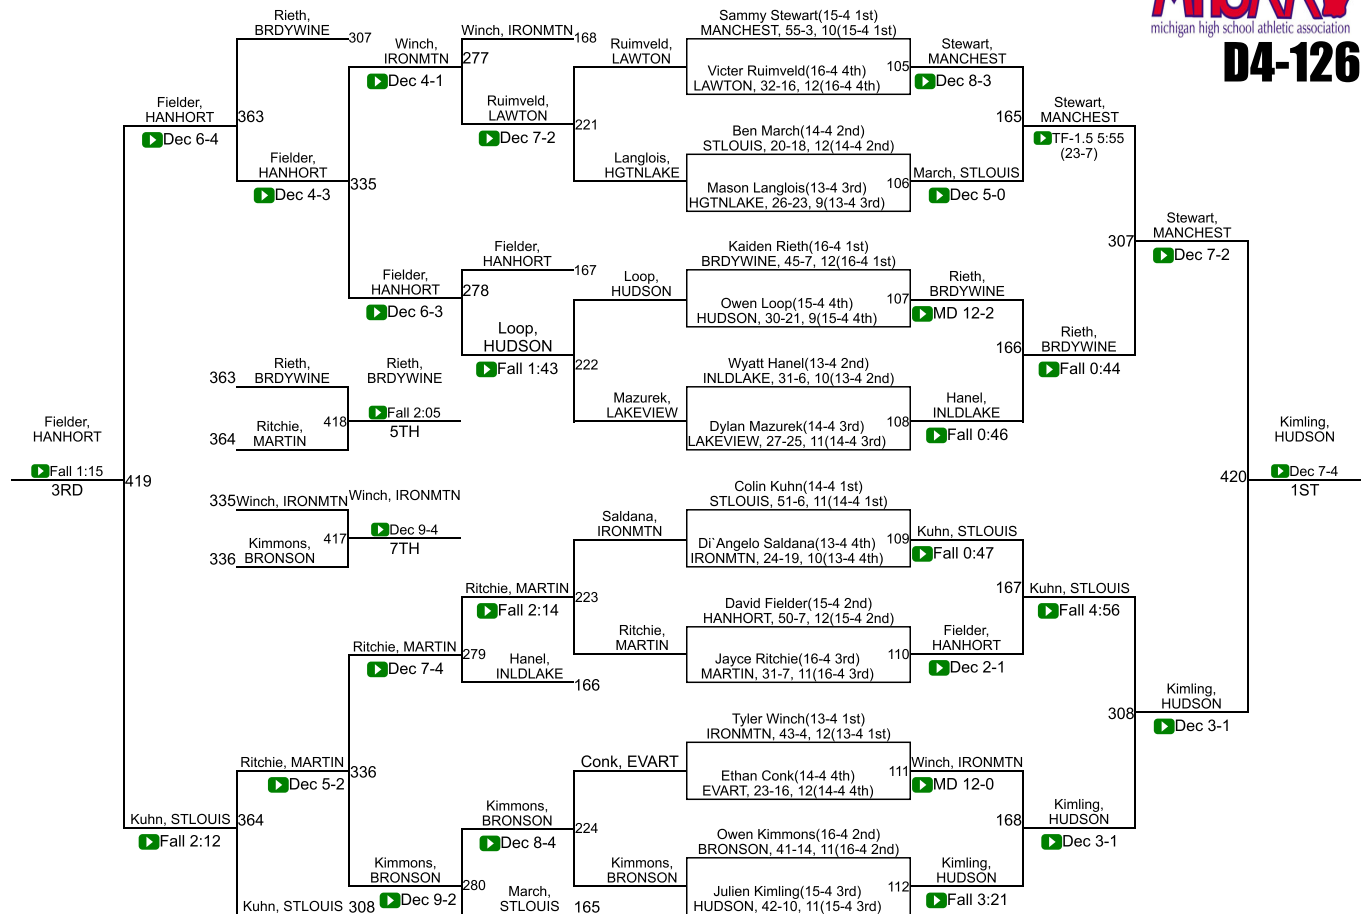 michigan high school athletic association
D4-126
Rieth,
BRDYWINE
307
Fielder,
HANHORT
Dec 6-4
363
Fielder,
HANHORT
Dec 4-3
335
Winch,
IRONMTN
Dec 4-1
277
Winch, IRONMTN
168
Ruimveld,
LAWTON
Dec 7-2
221
Ruimveld,
LAWTON
Langlois,
HGTNLAKE
Sammy Stewart(15-4 1st)
MANCHEST, 55-3, 10(15-4 1st)
Victer Ruimveld(16-4 4th)
LAWTON, 32-16, 12(16-4 4th)
105
Stewart,
MANCHEST
Dec 8-3
Ben March(14-4 2nd)
STLOUIS, 20-18, 12(14-4 2nd)
Mason Langlois(13-4 3rd)
HGTNLAKE, 26-23, 9(13-4 3rd)
106
March, STLOUIS
Dec 5-0
165
Stewart,
MANCHEST
TF-1.5 5:55
(23-7)
Fielder,
HANHORT
Dec 6-3
278
Fielder,
HANHORT
167
Loop,
HUDSON
Fall 1:43
222
Loop,
HUDSON
Mazurek,
LAKEVIEW
Kaiden Rieth(16-4 1st)
BRDYWINE, 45-7, 12(16-4 1st)
Owen Loop(15-4 4th)
HUDSON, 30-21, 9(15-4 4th)
107
Rieth,
BRDYWINE
MD 12-2
Wyatt Hanel(13-4 2nd)
INLDLAKE, 31-6, 10(13-4 2nd)
Dylan Mazurek(14-4 3rd)
LAKEVIEW, 27-25, 11(14-4 3rd)
108
Hanel,
INLDLAKE
Fall 0:46
166
Rieth,
BRDYWINE
Fall 0:44
307
Stewart,
MANCHEST
Dec 7-2
363
Rieth,
BRDYWINE
364
Ritchie,
MARTIN
418
Rieth,
BRDYWINE
Fall 2:05
5TH
Fielder,
HANHORT
Fall 1:15
3RD
419
335
Winch, IRONMTN
336
Kimmons,
BRONSON
417
Winch, IRONMTN
Dec 9-4
7TH
420
Kimling,
HUDSON
Dec 7-4
1ST
Saldana,
IRONMTN
Ritchie, MARTIN
Fall 2:14
223
Ritchie,
MARTIN
Colin Kuhn(14-4 1st)
STLOUIS, 51-6, 11(14-4 1st)
Di`Angelo Saldana(13-4 4th)
IRONMTN, 24-19, 10(13-4 4th)
109
Kuhn, STLOUIS
Fall 0:47
David Fielder(15-4 2nd)
HANHORT, 50-7, 12(15-4 2nd)
Jayce Ritchie(16-4 3rd)
MARTIN, 31-7, 11(16-4 3rd)
110
Fielder,
HANHORT
Dec 2-1
167
Kuhn, STLOUIS
Fall 4:56
Ritchie, MARTIN
Dec 7-4
279
Hanel,
INLDLAKE
166
308
Kimling,
HUDSON
Dec 3-1
Ritchie, MARTIN
Dec 5-2
336
Kuhn, STLOUIS
Fall 2:12
364
Kuhn, STLOUIS
308
Kimmons,
BRONSON
Dec 9-2
280
Kimmons,
BRONSON
Dec 8-4
224
March,
STLOUIS
165
Conk, EVART
Kimmons,
BRONSON
Tyler Winch(13-4 1st)
IRONMTN, 43-4, 12(13-4 1st)
Ethan Conk(14-4 4th)
EVART, 23-16, 12(14-4 4th)
111
Winch, IRONMTN
MD 12-0
Owen Kimmons(16-4 2nd)
BRONSON, 41-14, 11(16-4 2nd)
Julien Kimling(15-4 3rd)
HUDSON, 42-10, 11(15-4 3rd)
112
Kimling,
HUDSON
Fall 3:21
168
Kimling,
HUDSON
Dec 3-1